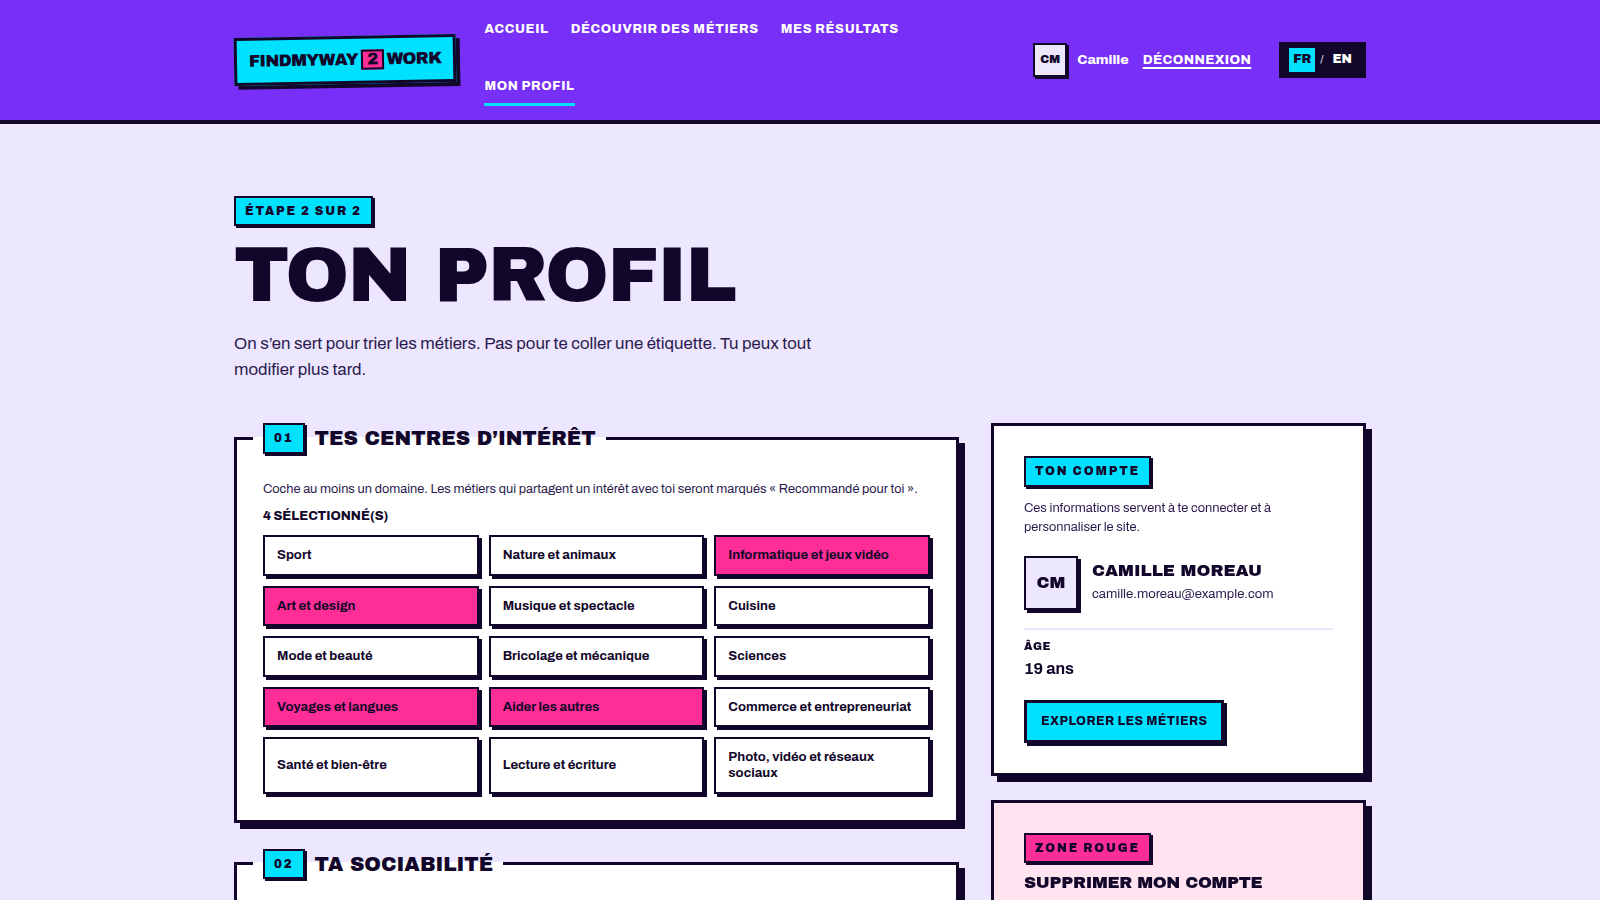 FINDMYWAY 2 WORK
ACCUEIL
DÉCOUVRIR DES MÉTIERS
MES RÉSULTATS
MON PROFIL
CM
Camille
DÉCONNEXION
FR / EN
ÉTAPE 2 SUR 2
TON PROFIL
On s’en sert pour trier les métiers. Pas pour te coller une étiquette. Tu peux tout
modifier plus tard.
01
TES CENTRES D’INTÉRÊT
Coche au moins un domaine. Les métiers qui partagent un intérêt avec toi seront marqués « Recommandé pour toi ».
4 SÉLECTIONNÉ(S)
Sport
Nature et animaux
Informatique et jeux vidéo
Art et design
Musique et spectacle
Cuisine
Mode et beauté
Bricolage et mécanique
Sciences
Voyages et langues
Aider les autres
Commerce et entrepreneuriat
Santé et bien-être
Lecture et écriture
Photo, vidéo et réseaux
sociaux
02
TA SOCIABILITÉ
TON COMPTE
Ces informations servent à te connecter et à
personnaliser le site.
CM
CAMILLE MOREAU
camille.moreau@example.com
ÂGE
19 ans
EXPLORER LES MÉTIERS
ZONE ROUGE
SUPPRIMER MON COMPTE